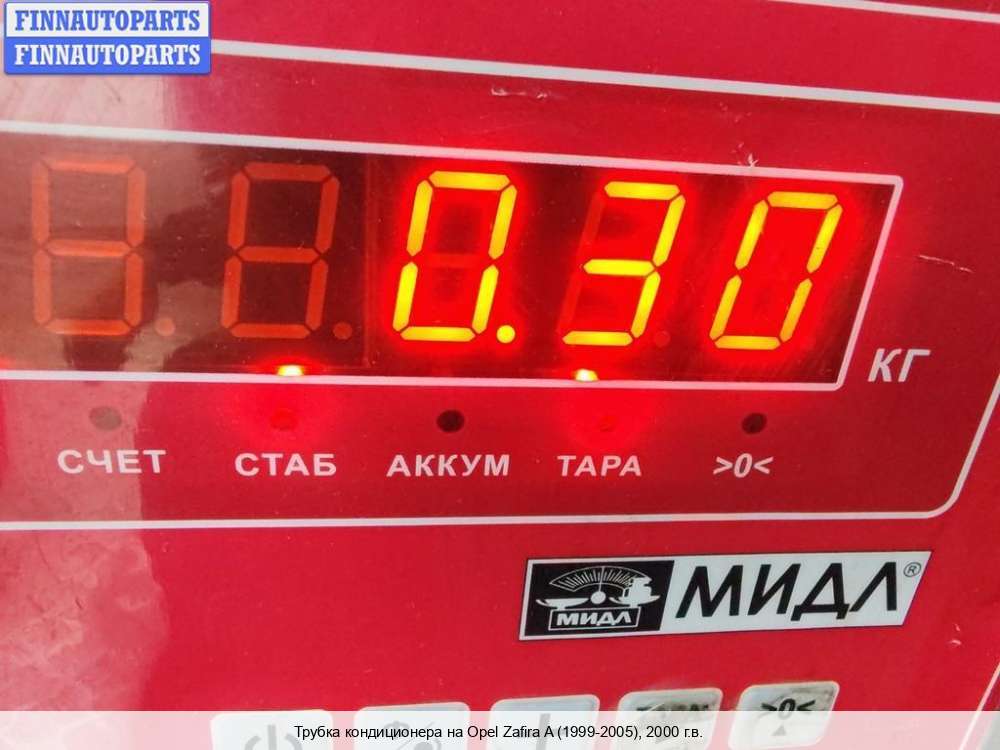 FINNAUTOPARTS
FINNAUTOPARTS
0.30
КГ
СЧЕТ СТАБ АККУМ ТАРА >0<
МИДЛ МИДЛ®
>0<
Трубка кондиционера на Opel Zafira A (1999-2005), 2000 г.в.